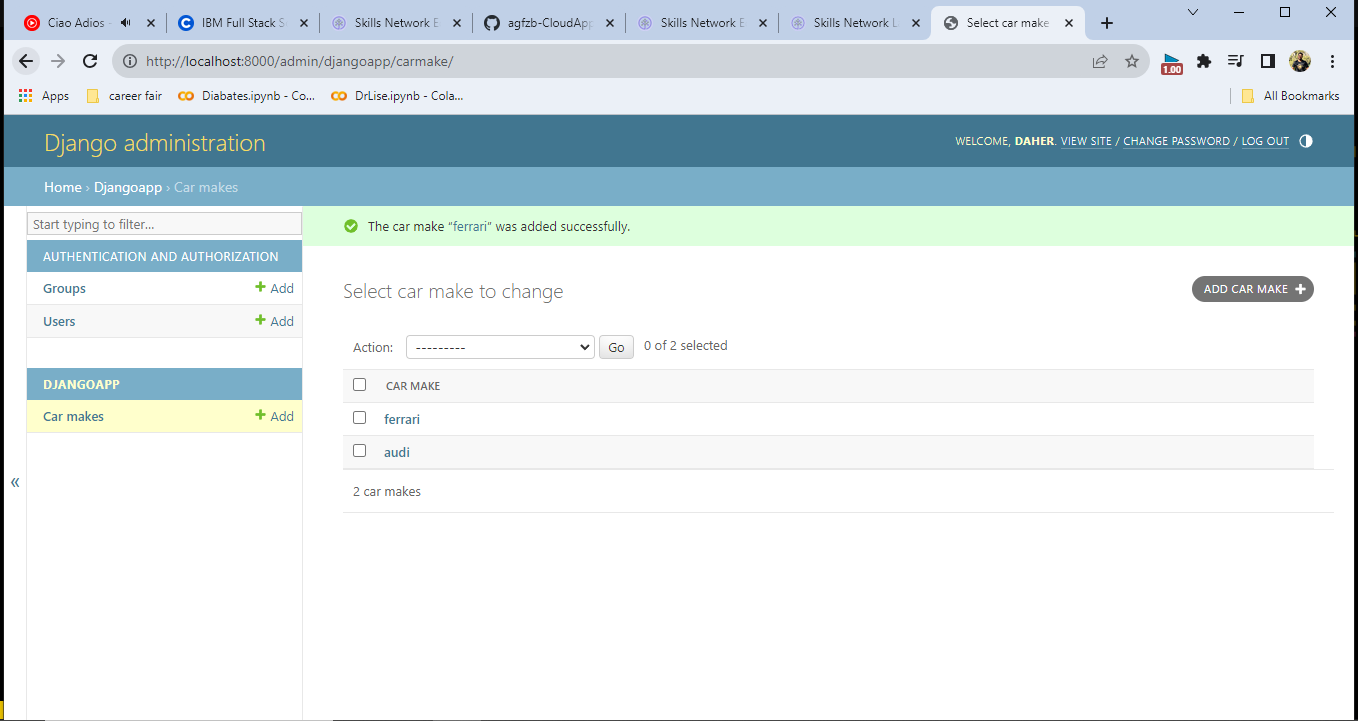 Ciao Adios -
IBM Full Stack S
Skills Network E
agfzb-CloudApp
Skills Network E
Skills Network L
Select car make
http://localhost:8000/admin/djangoapp/carmake/
1.00
Apps
career fair
Diabates.ipynb - Co...
DrLise.ipynb - Cola...
All Bookmarks
Django administration
WELCOME, DAHER. VIEW SITE / CHANGE PASSWORD / LOG OUT
Home › Djangoapp › Car makes
Start typing to filter...
AUTHENTICATION AND AUTHORIZATION
Groups
+ Add
Users
+ Add
DJANGOAPP
Car makes
+ Add
«
The car make “ferrari” was added successfully.
Select car make to change
ADD CAR MAKE +
Action:
---------
Go
0 of 2 selected
CAR MAKE
ferrari
audi
2 car makes